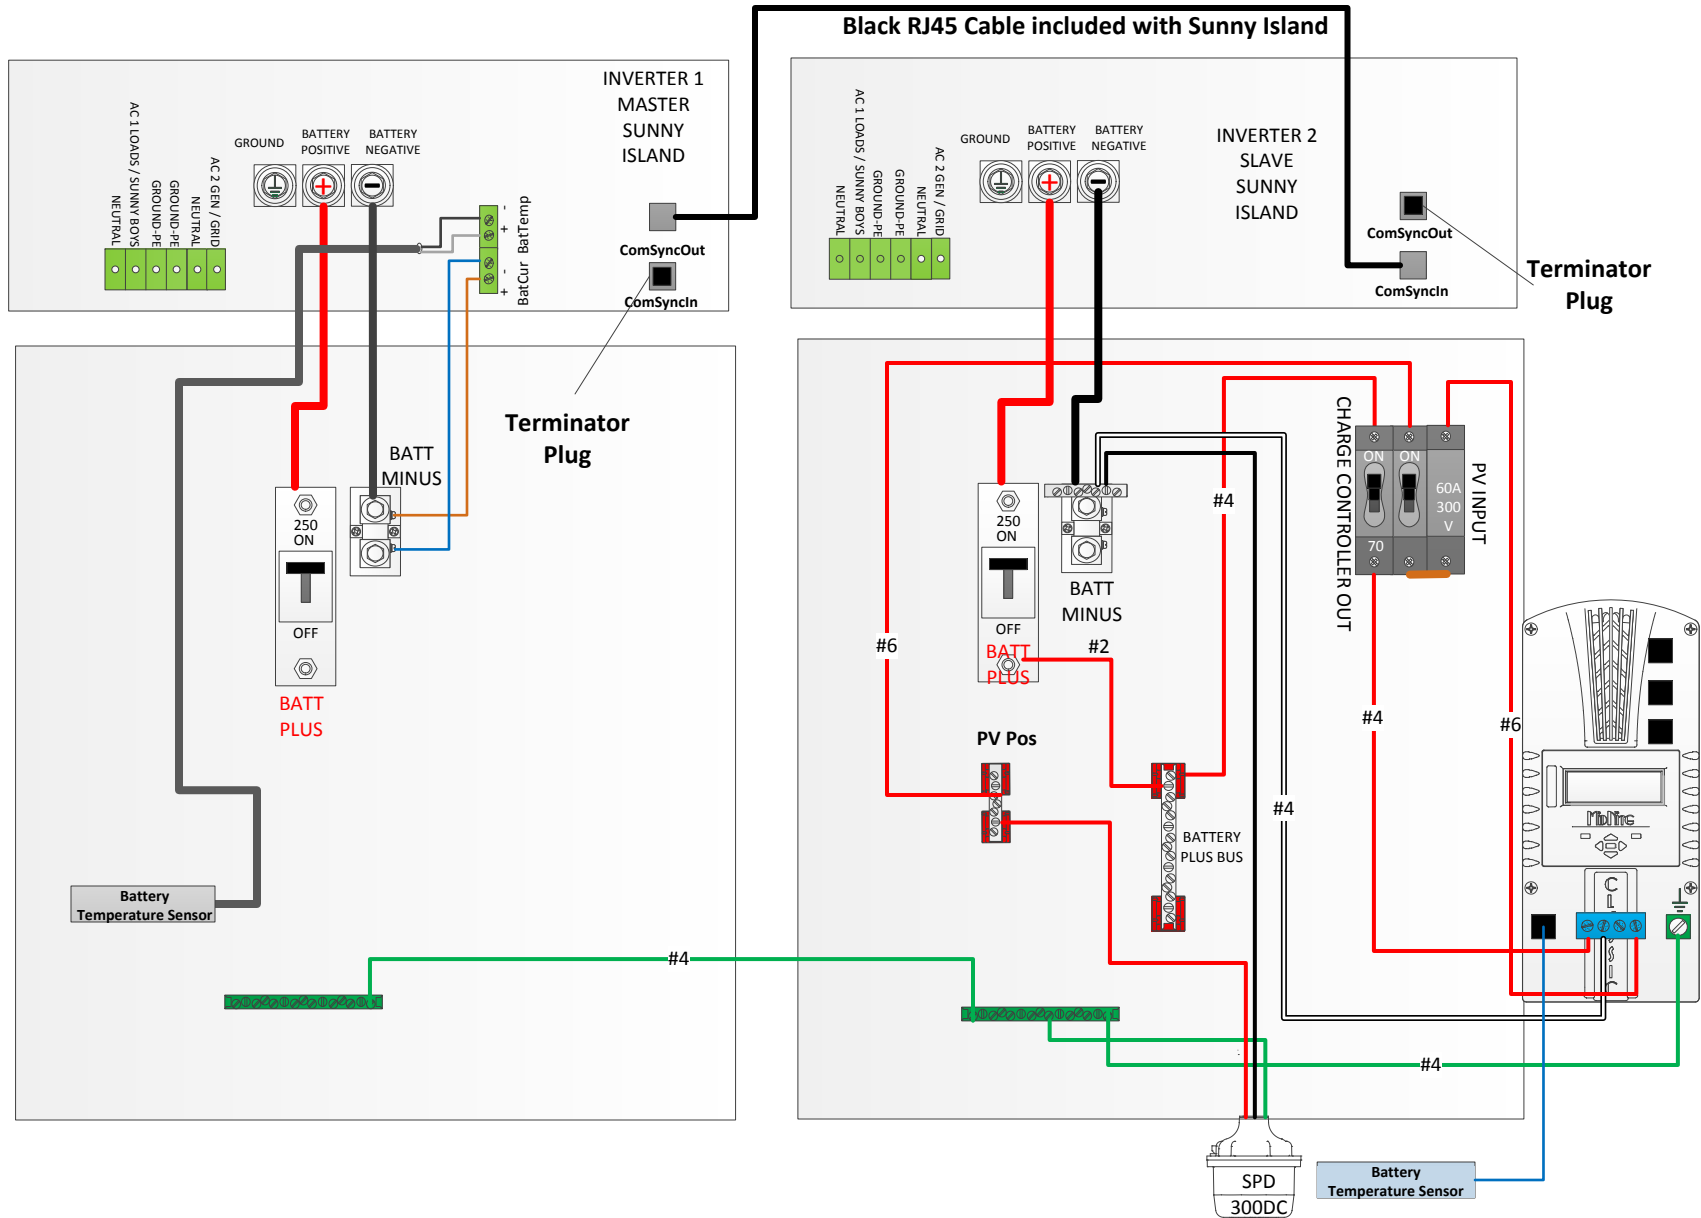 Black RJ45 Cable included with Sunny Island
INVERTER 1
MASTER
SUNNY
ISLAND
AC 1 LOADS / SUNNY BOYS
NEUTRAL
GROUND-PE
GROUND-PE
NEUTRAL
AC 2 GEN / GRID
GROUND
BATTERY
POSITIVE
BATTERY
NEGATIVE
- + BatTemp
- + BatCur
ComSyncOut
ComSyncIn
Terminator
Plug
INVERTER 2
SLAVE
SUNNY
ISLAND
AC 1 LOADS / SUNNY BOYS
NEUTRAL
GROUND-PE
GROUND-PE
NEUTRAL
AC 2 GEN / GRID
GROUND
BATTERY
POSITIVE
BATTERY
NEGATIVE
ComSyncOut
ComSyncIn
Terminator
Plug
BATT
MINUS
250
ON
OFF
BATT
PLUS
Battery
Temperature Sensor
#4
250
ON
OFF
BATT
PLUS
BATT
MINUS
#2
#6
#4
PV Pos
BATTERY
PLUS BUS
CHARGE CONTROLLER OUT
ON
ON
70
60A
300
V
PV INPUT
#4
#6
#4
MidNite
CLASSIC
#4
SPD
300DC
Battery
Temperature Sensor